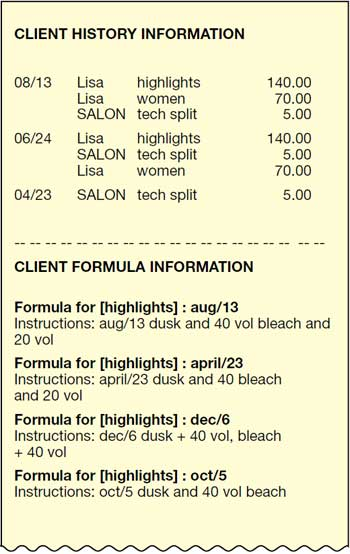 CLIENT HISTORY INFORMATION
08/13 Lisa highlights 140.00
Lisa women 70.00
SALON tech split 5.00
06/24 Lisa highlights 140.00
SALON tech split 5.00
Lisa women 70.00
04/23 SALON tech split 5.00
-- -- -- -- -- -- -- -- -- -- -- -- -- -- -- -- -- -- -- --
CLIENT FORMULA INFORMATION
Formula for [highlights] : aug/13
Instructions: aug/13 dusk and 40 vol bleach and
20 vol
Formula for [highlights] : april/23
Instructions: april/23 dusk and 40 bleach
and 20 vol
Formula for [highlights] : dec/6
Instructions: dec/6 dusk + 40 vol, bleach
+ 40 vol
Formula for [highlights] : oct/5
Instructions: oct/5 dusk and 40 vol beach